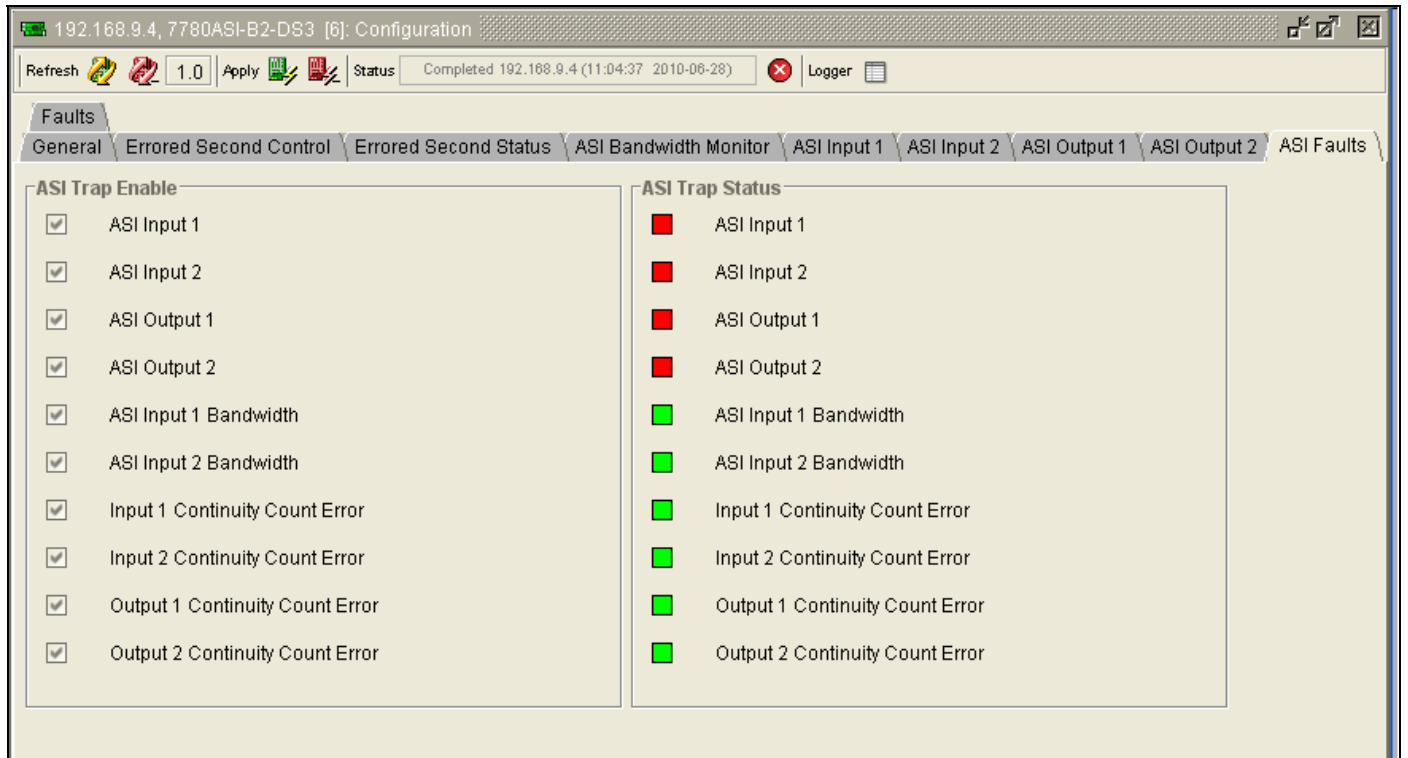 192.168.9.4, 7780ASI-B2-DS3 [6]: Configuration
Refresh 1.0 Apply Status Completed 192.168.9.4 (11:04:37 2010-06-28) Logger
Faults
General Errored Second Control Errored Second Status ASI Bandwidth Monitor ASI Input 1 ASI Input 2 ASI Output 1 ASI Output 2 ASI Faults
ASI Trap Enable
ASI Input 1
ASI Input 2
ASI Output 1
ASI Output 2
ASI Input 1 Bandwidth
ASI Input 2 Bandwidth
Input 1 Continuity Count Error
Input 2 Continuity Count Error
Output 1 Continuity Count Error
Output 2 Continuity Count Error
ASI Trap Status
ASI Input 1
ASI Input 2
ASI Output 1
ASI Output 2
ASI Input 1 Bandwidth
ASI Input 2 Bandwidth
Input 1 Continuity Count Error
Input 2 Continuity Count Error
Output 1 Continuity Count Error
Output 2 Continuity Count Error